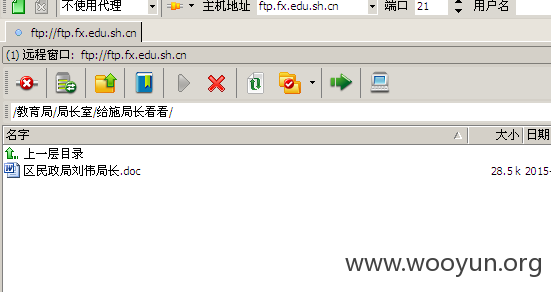 不使用代理 主机地址 ftp.fx.edu.sh.cn 端口 21 用户名
ftp://ftp.fx.edu.sh.cn
(1) 远程窗口: ftp://ftp.fx.edu.sh.cn
/教育局/局长室/给施局长看看/
名字 大小 日期
上一层目录
区民政局刘伟局长.doc 28.5 k 2015-
www.wooyun.org